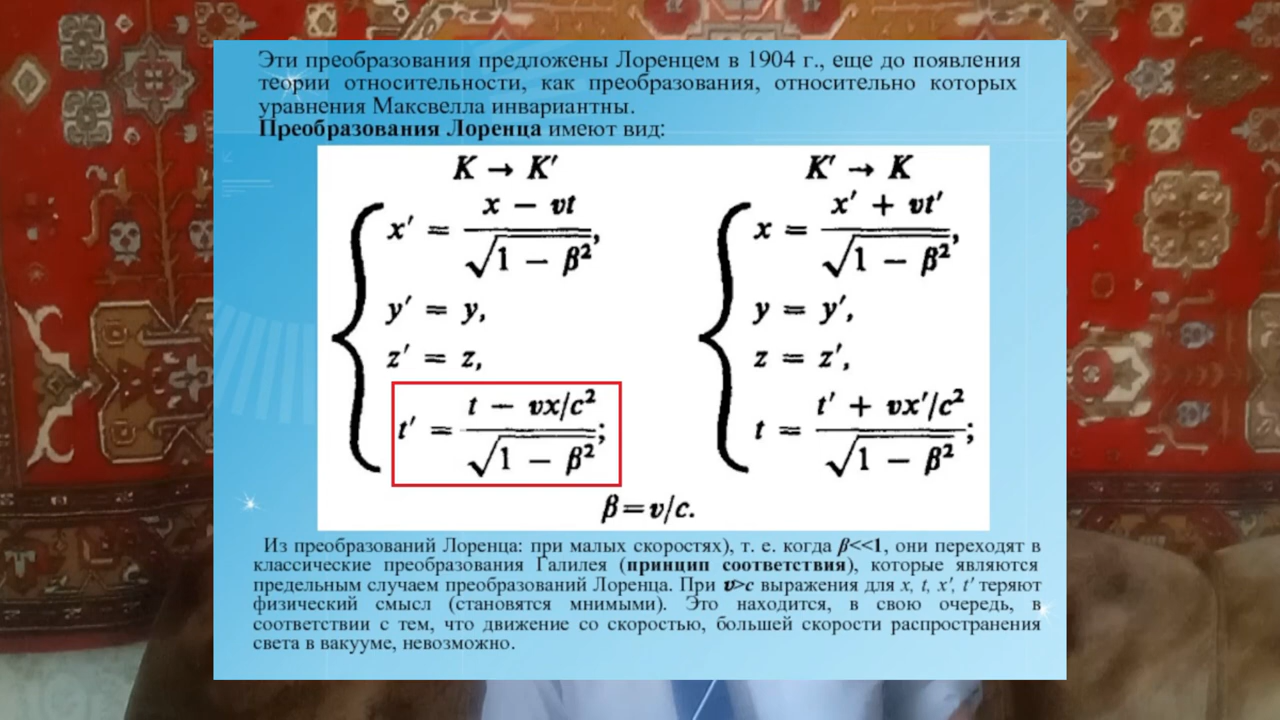 Эти преобразования предложены Лоренцем в 1904 г., еще до появления
теории относительности, как преобразования, относительно которых
уравнения Максвелла инвариантны.
Преобразования Лоренца имеют вид:
K → K′
x′ = (x − vt)/√(1 − β²),
y′ = y,
z′ = z,
t′ = (t − vx/c²)/√(1 − β²);
K′ → K
x = (x′ + vt′)/√(1 − β²),
y = y′,
z = z′,
t = (t′ + vx′/c²)/√(1 − β²);
β=v/c.
Из преобразований Лоренца: при малых скоростях), т. е. когда β<<1, они переходят в
классические преобразования Галилея (принцип соответствия), которые являются
предельным случаем преобразований Лоренца. При v>c выражения для x, t, x′, t′ теряют
физический смысл (становятся мнимыми). Это находится, в свою очередь, в
соответствии с тем, что движение со скоростью, большей скорости распространения
света в вакууме, невозможно.